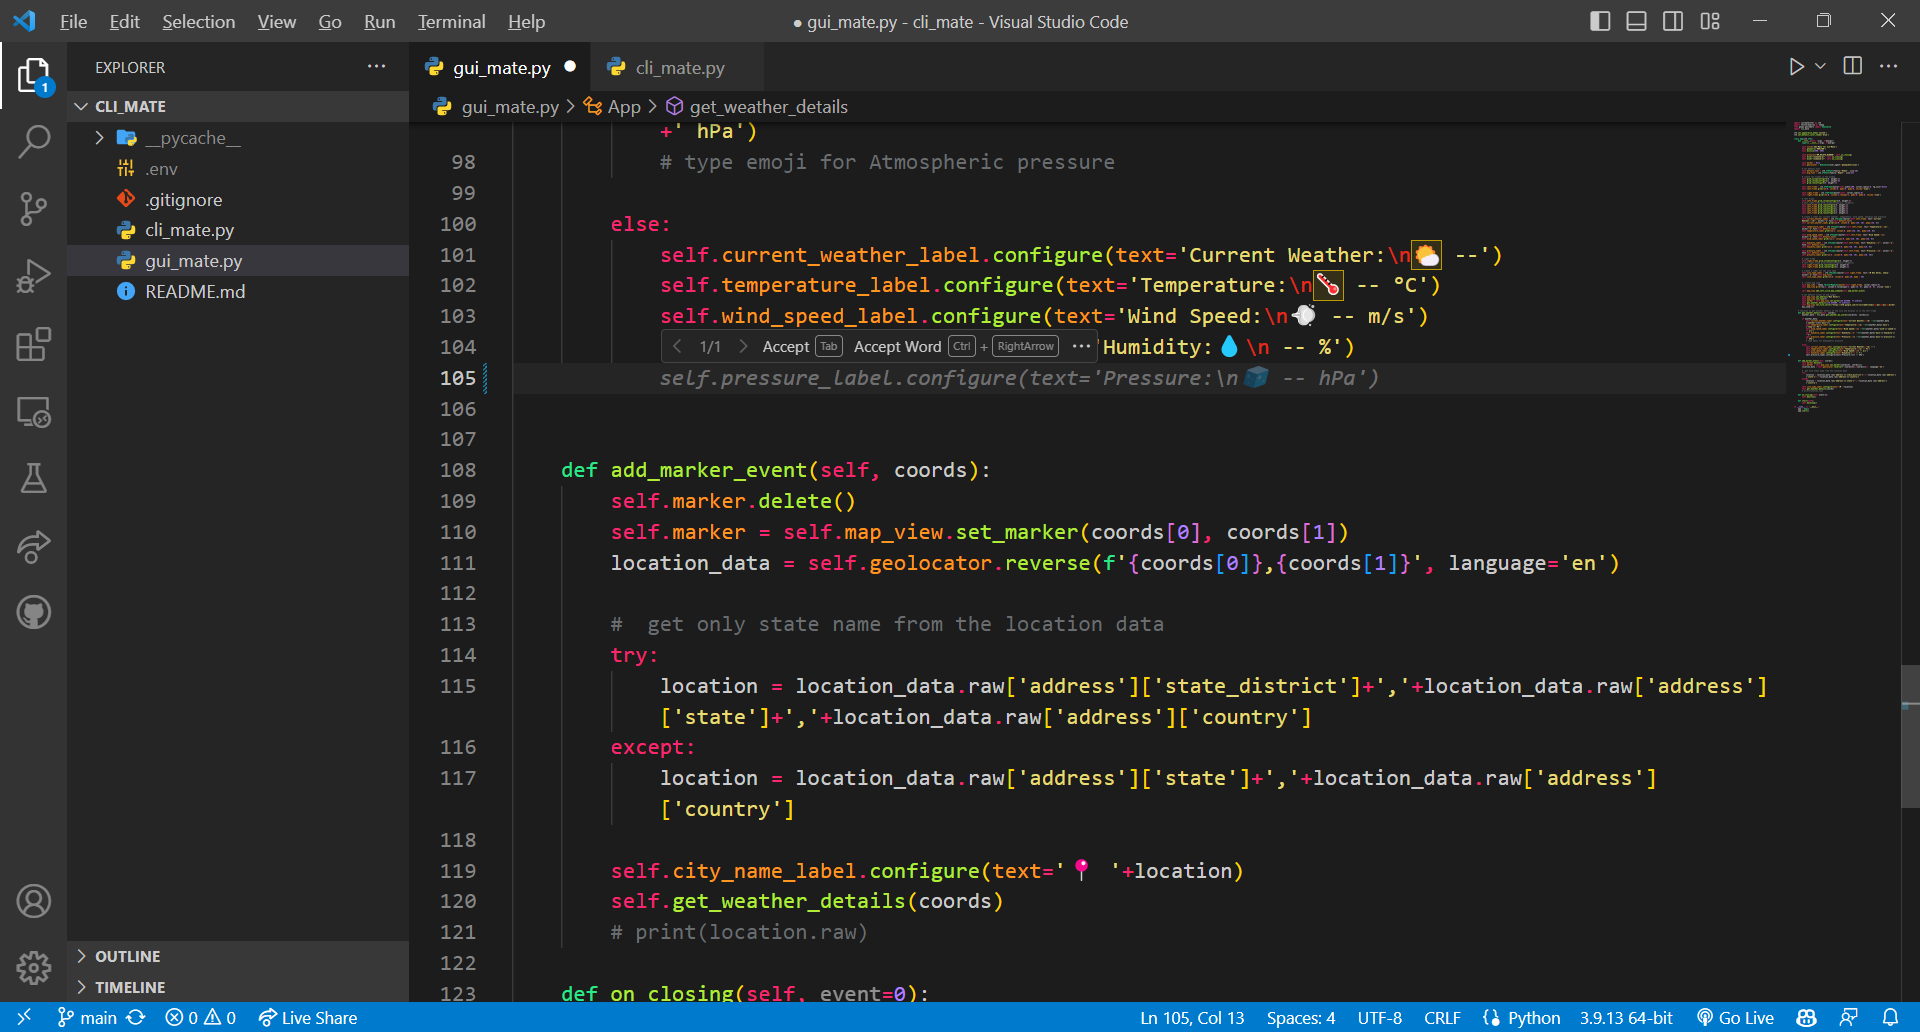 File Edit Selection View Go Run Terminal Help ● gui_mate.py - cli_mate - Visual Studio Code
EXPLORER ···
gui_mate.py ● cli_mate.py
CLI_MATE
gui_mate.py > App > get_weather_details
__pycache__
.env
.gitignore
cli_mate.py
gui_mate.py
README.md
OUTLINE
TIMELINE
1
+' hPa')
98 # type emoji for Atmospheric pressure
99
100 else:
101 self.current_weather_label.configure(text='Current Weather:\n🌤 --')
102 self.temperature_label.configure(text='Temperature:\n🌡 -- °C')
103 self.wind_speed_label.configure(text='Wind Speed:\n💨 -- m/s')
< 1/1 > Accept Tab Accept Word Ctrl + RightArrow ···
104 'Humidity:💧\n -- %')
105 self.pressure_label.configure(text='Pressure:\n🧊 -- hPa')
106
107
108 def add_marker_event(self, coords):
109 self.marker.delete()
110 self.marker = self.map_view.set_marker(coords[0], coords[1])
111 location_data = self.geolocator.reverse(f'{coords[0]},{coords[1]}', language='en')
112
113 #  get only state name from the location data
114 try:
115 location = location_data.raw['address']['state_district']+','+location_data.raw['address']
['state']+','+location_data.raw['address']['country']
116 except:
117 location = location_data.raw['address']['state']+','+location_data.raw['address']
['country']
118
119 self.city_name_label.configure(text='📍 '+location)
120 self.get_weather_details(coords)
121 # print(location.raw)
122
123 def on_closing(self, event=0):
main 0 0 Live Share Ln 105, Col 13 Spaces: 4 UTF-8 CRLF Python 3.9.13 64-bit Go Live